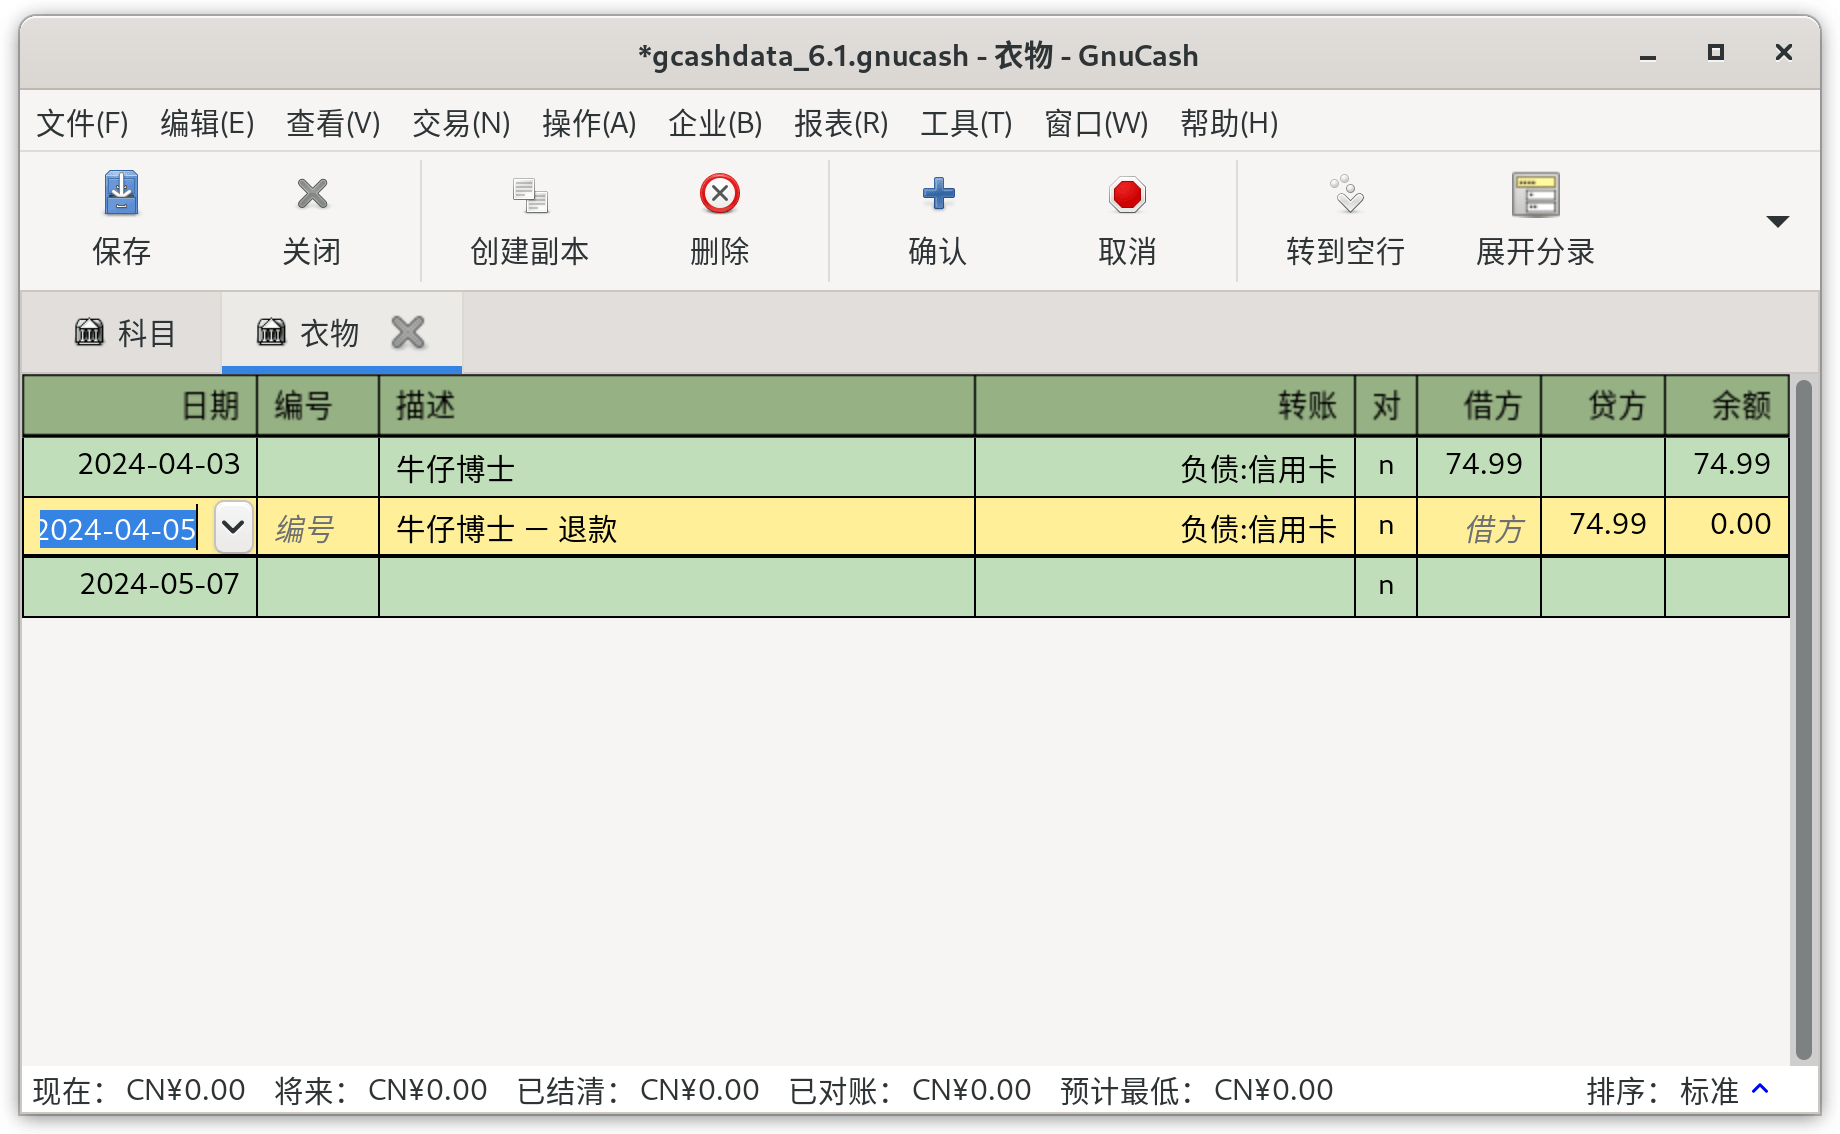 *gcashdata_6.1.gnucash - 衣物 - GnuCash
文件(F) 编辑(E) 查看(V) 交易(N) 操作(A) 企业(B) 报表(R) 工具(T) 窗口(W) 帮助(H)
保存 关闭 创建副本 删除 确认 取消 转到空行 展开分录
科目 衣物
日期 编号 描述 转账 对 借方 贷方 余额
2024-04-03 牛仔博士 负债:信用卡 n 74.99 74.99
2024-04-05 编号 牛仔博士 — 退款 负债:信用卡 n 借方 74.99 0.00
2024-05-07 n
现在： CN¥0.00 将来： CN¥0.00 已结清： CN¥0.00 已对账： CN¥0.00 预计最低： CN¥0.00 排序： 标准